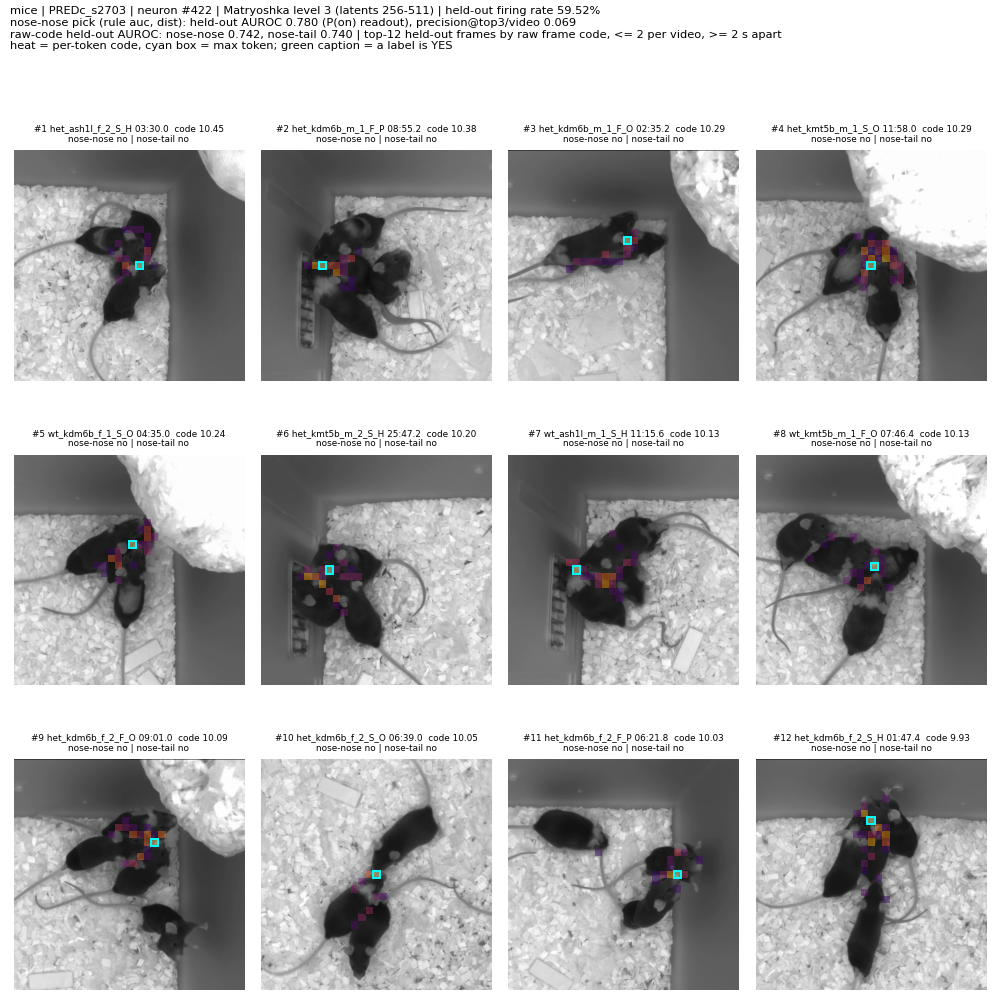 mice | PREDc_s2703 | neuron #422 | Matryoshka level 3 (latents 256-511) | held-out firing rate 59.52%
nose-nose pick (rule auc, dist): held-out AUROC 0.780 (P(on) readout), precision@top3/video 0.069
raw-code held-out AUROC: nose-nose 0.742, nose-tail 0.740 | top-12 held-out frames by raw frame code, <= 2 per video, >= 2 s apart
heat = per-token code, cyan box = max token; green caption = a label is YES
#1 het_ash1l_f_2_S_H 03:30.0  code 10.45
nose-nose no | nose-tail no
#2 het_kdm6b_m_1_F_P 08:55.2  code 10.38
nose-nose no | nose-tail no
#3 het_kdm6b_m_1_F_O 02:35.2  code 10.29
nose-nose no | nose-tail no
#4 het_kmt5b_m_1_S_O 11:58.0  code 10.29
nose-nose no | nose-tail no
#5 wt_kdm6b_f_1_S_O 04:35.0  code 10.24
nose-nose no | nose-tail no
#6 het_kmt5b_m_2_S_H 25:47.2  code 10.20
nose-nose no | nose-tail no
#7 wt_ash1l_m_1_S_H 11:15.6  code 10.13
nose-nose no | nose-tail no
#8 wt_kmt5b_m_1_F_O 07:46.4  code 10.13
nose-nose no | nose-tail no
#9 het_kdm6b_f_2_F_O 09:01.0  code 10.09
nose-nose no | nose-tail no
#10 het_kdm6b_f_2_S_O 06:39.0  code 10.05
nose-nose no | nose-tail no
#11 het_kdm6b_f_2_F_P 06:21.8  code 10.03
nose-nose no | nose-tail no
#12 het_kdm6b_f_2_S_H 01:47.4  code 9.93
nose-nose no | nose-tail no